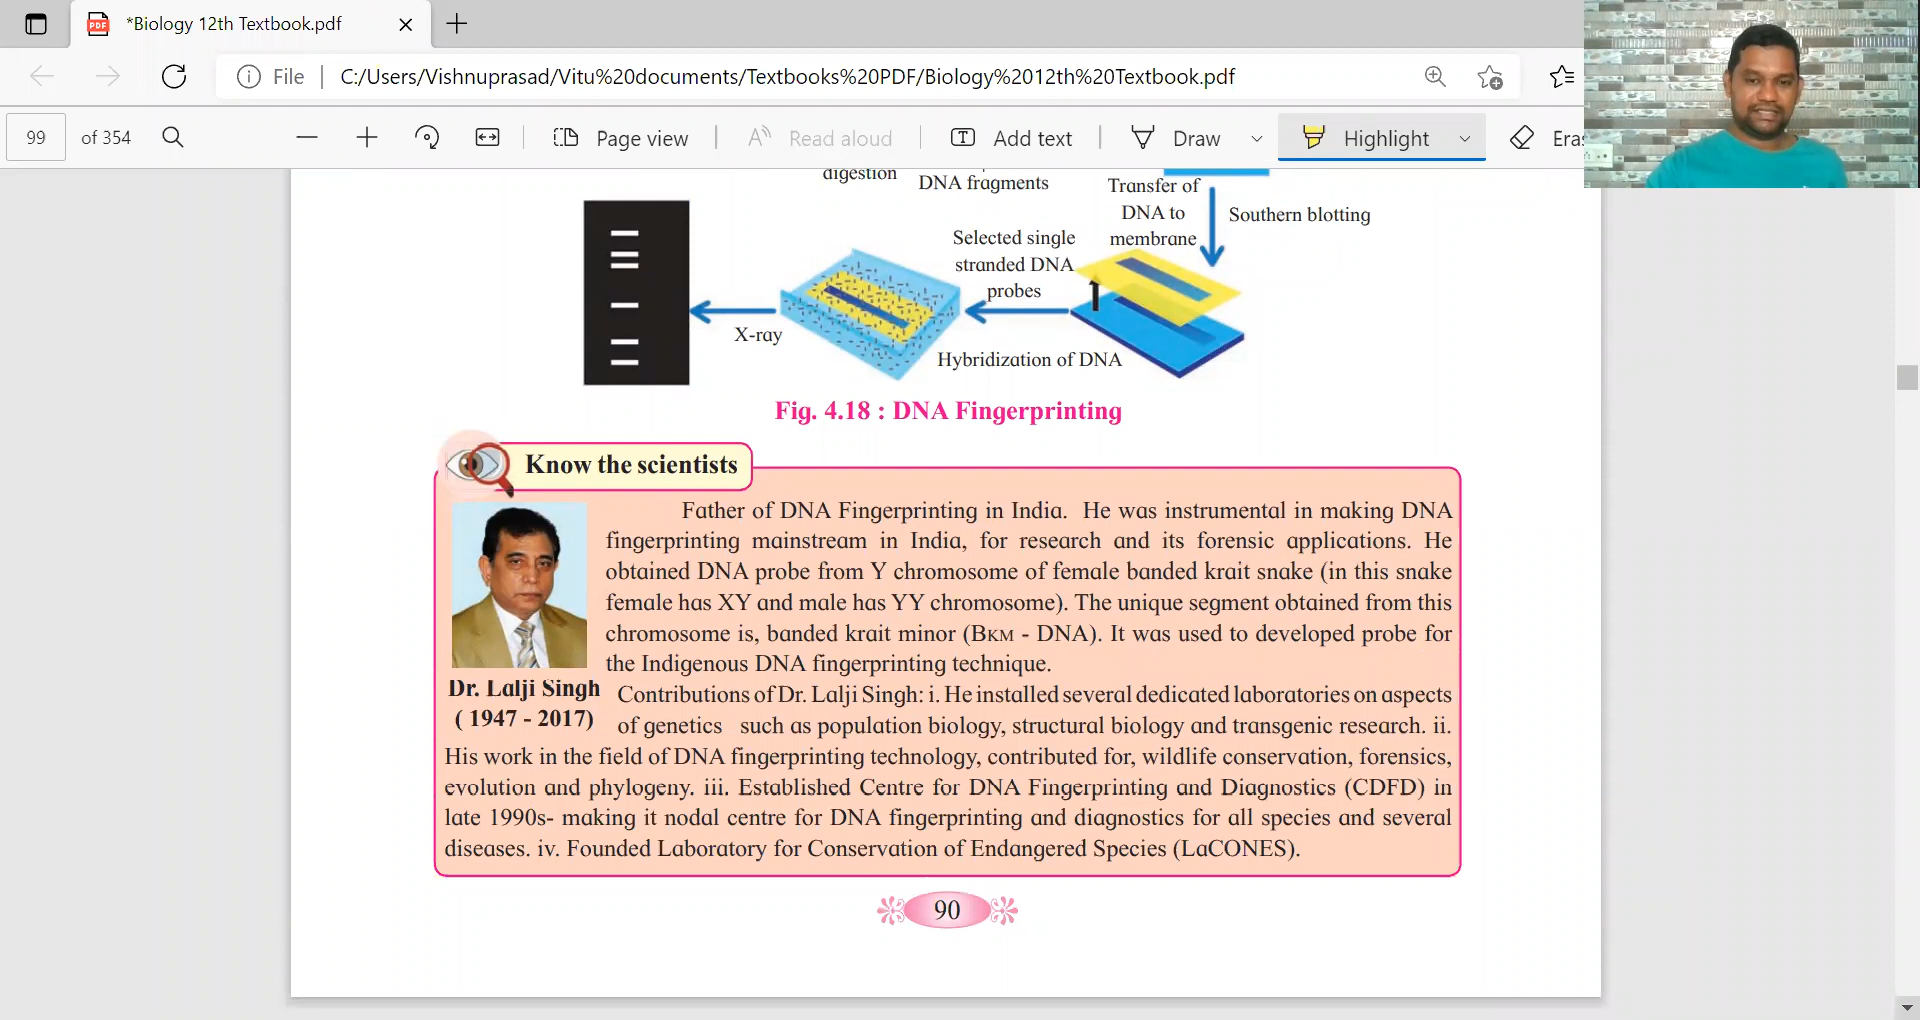 *Biology 12th Textbook.pdf
File
C:/Users/Vishnuprasad/Vitu%20documents/Textbooks%20PDF/Biology%2012th%20Textbook.pdf
99 of 354
Page view
Read aloud
Add text
Draw
Highlight
Eras
digestion
DNA fragments
Transfer of
DNA to
membrane
Southern blotting
Selected single
stranded DNA
probes
X-ray
Hybridization of DNA
Fig. 4.18 : DNA Fingerprinting
Know the scientists
Father of DNA Fingerprinting in India. He was instrumental in making DNA
fingerprinting mainstream in India, for research and its forensic applications. He
obtained DNA probe from Y chromosome of female banded krait snake (in this snake
female has XY and male has YY chromosome). The unique segment obtained from this
chromosome is, banded krait minor (BKM - DNA). It was used to developed probe for
the Indigenous DNA fingerprinting technique.
Dr. Lalji Singh
( 1947 - 2017)
Contributions of Dr. Lalji Singh: i. He installed several dedicated laboratories on aspects
of genetics such as population biology, structural biology and transgenic research. ii.
His work in the field of DNA fingerprinting technology, contributed for, wildlife conservation, forensics,
evolution and phylogeny. iii. Established Centre for DNA Fingerprinting and Diagnostics (CDFD) in
late 1990s- making it nodal centre for DNA fingerprinting and diagnostics for all species and several
diseases. iv. Founded Laboratory for Conservation of Endangered Species (LaCONES).
90